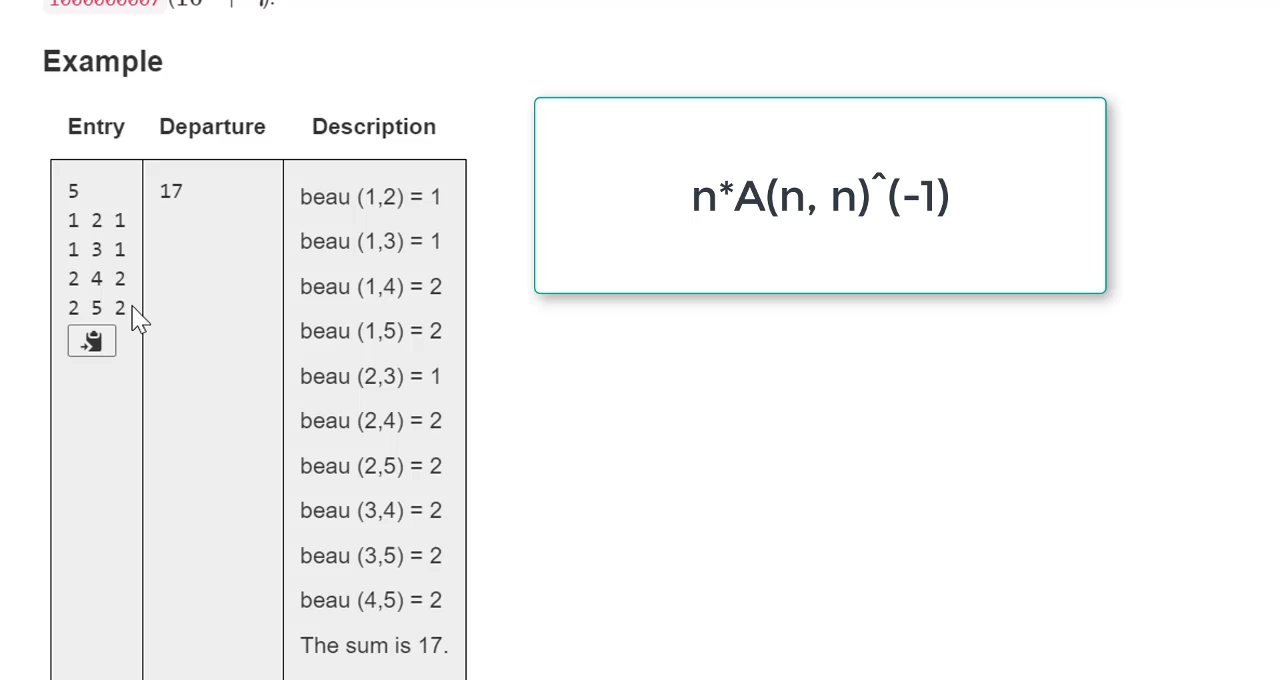 1000000007 (10
Example
Entry Departure Description
5
1 2 1
1 3 1
2 4 2
2 5 2
17
beau (1,2) = 1
beau (1,3) = 1
beau (1,4) = 2
beau (1,5) = 2
beau (2,3) = 1
beau (2,4) = 2
beau (2,5) = 2
beau (3,4) = 2
beau (3,5) = 2
beau (4,5) = 2
The sum is 17.
n*A(n, n)^(-1)